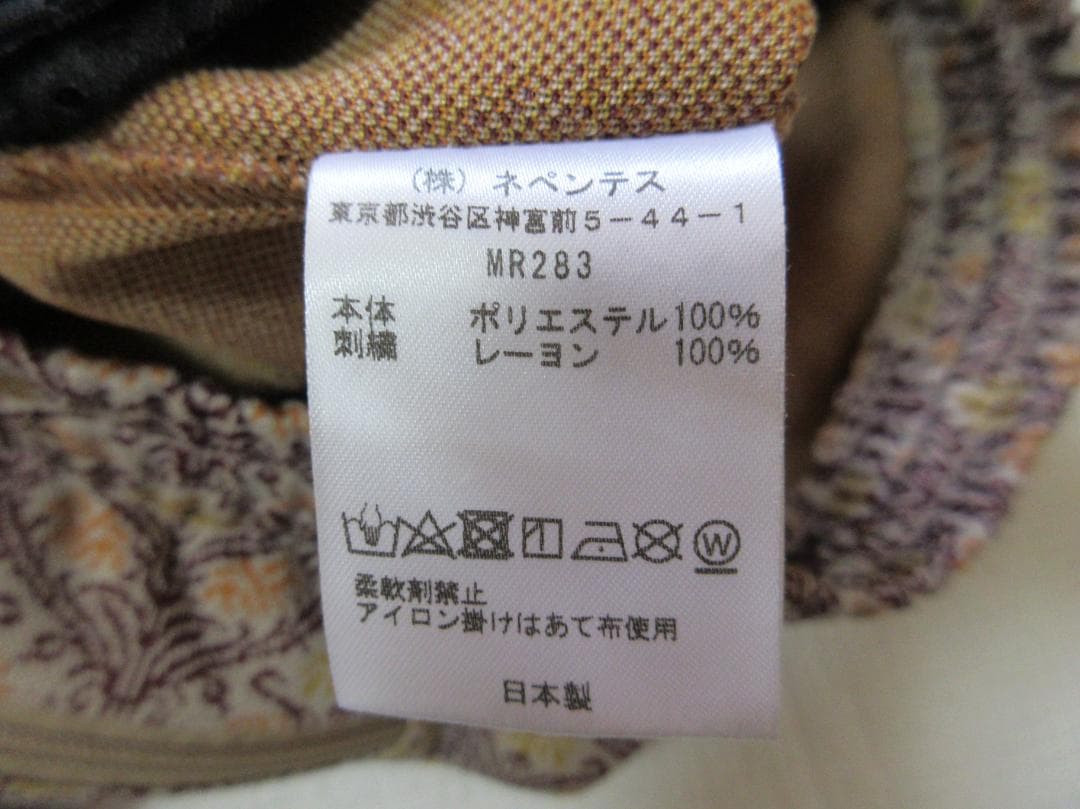 (株) ネペンテス
東京都渋谷区神宮前5-44-1
MR283
本体 ポリエステル100%
刺繍 レーヨン 100%
W
柔軟剤禁止
アイロン掛けはあて布使用
日本製